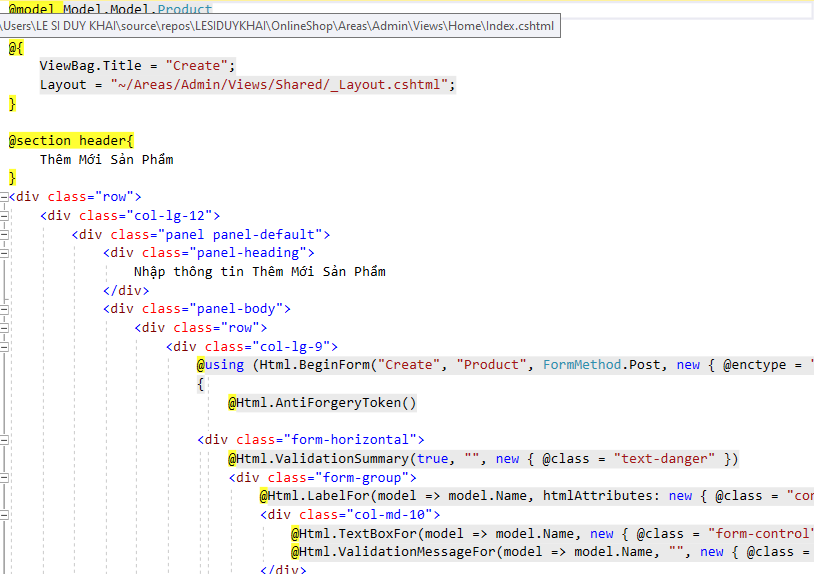 @model Model.Model.Product
\Users\LE SI DUY KHAI\source\repos\LESIDUYKHAI\OnlineShop\Areas\Admin\Views\Home\Index.cshtml
@{
ViewBag.Title = "Create";
Layout = "~/Areas/Admin/Views/Shared/_Layout.cshtml";
}
@section header{
Thêm Mới Sản Phẩm
}
<div class="row">
<div class="col-lg-12">
<div class="panel panel-default">
<div class="panel-heading">
Nhập thông tin Thêm Mới Sản Phẩm
</div>
<div class="panel-body">
<div class="row">
<div class="col-lg-9">
@using (Html.BeginForm("Create", "Product", FormMethod.Post, new { @enctype = "
{
@Html.AntiForgeryToken()
<div class="form-horizontal">
@Html.ValidationSummary(true, "", new { @class = "text-danger" })
<div class="form-group">
@Html.LabelFor(model => model.Name, htmlAttributes: new { @class = "con
<div class="col-md-10">
@Html.TextBoxFor(model => model.Name, new { @class = "form-control"
@Html.ValidationMessageFor(model => model.Name, "", new { @class =
</div>